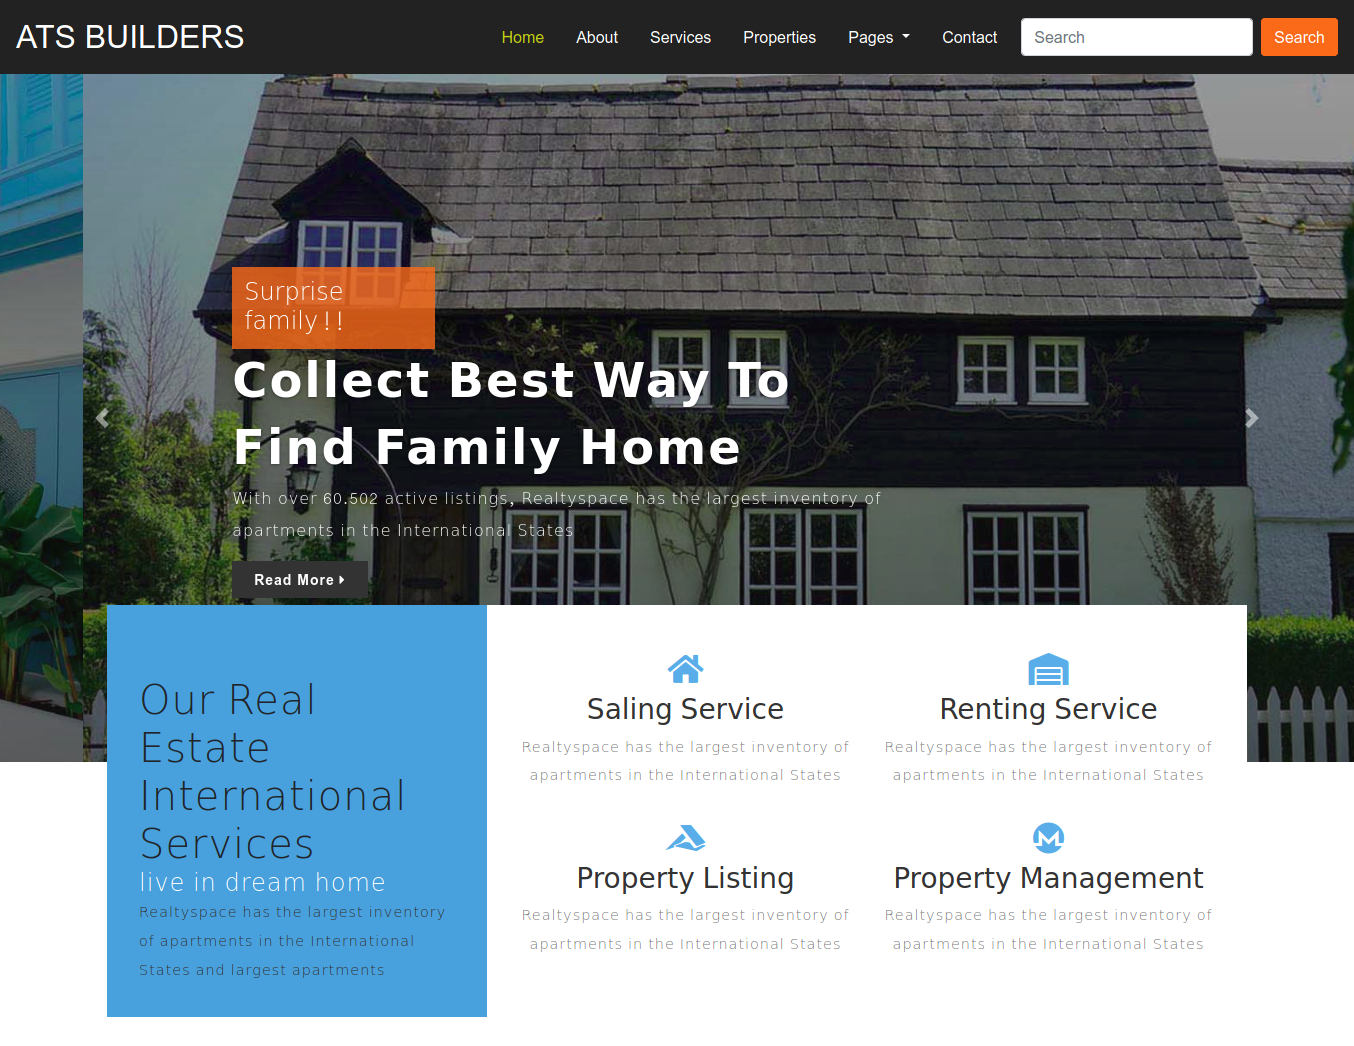 ATS BUILDERS
Home
About
Services
Properties
Pages
Contact
Search
Search
Surprise
family!!
Collect Best Way To
Find Family Home
With over 60.502 active listings, Realtyspace has the largest inventory of
apartments in the International States
Read More
Our Real
Estate
International
Services
live in dream home
Realtyspace has the largest inventory
of apartments in the International
States and largest apartments
Saling Service
Realtyspace has the largest inventory of
apartments in the International States
Renting Service
Realtyspace has the largest inventory of
apartments in the International States
Property Listing
Realtyspace has the largest inventory of
apartments in the International States
Property Management
Realtyspace has the largest inventory of
apartments in the International States